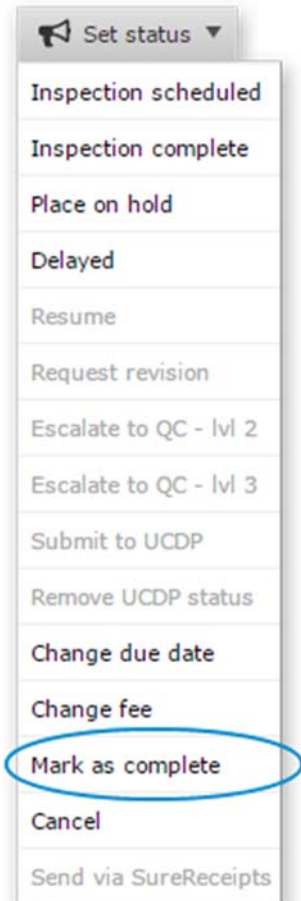 Set status
Inspection scheduled
Inspection complete
Place on hold
Delayed
Resume
Request revision
Escalate to QC - lvl 2
Escalate to QC - lvl 3
Submit to UCDP
Remove UCDP status
Change due date
Change fee
Mark as complete
Cancel
Send via SureReceipts